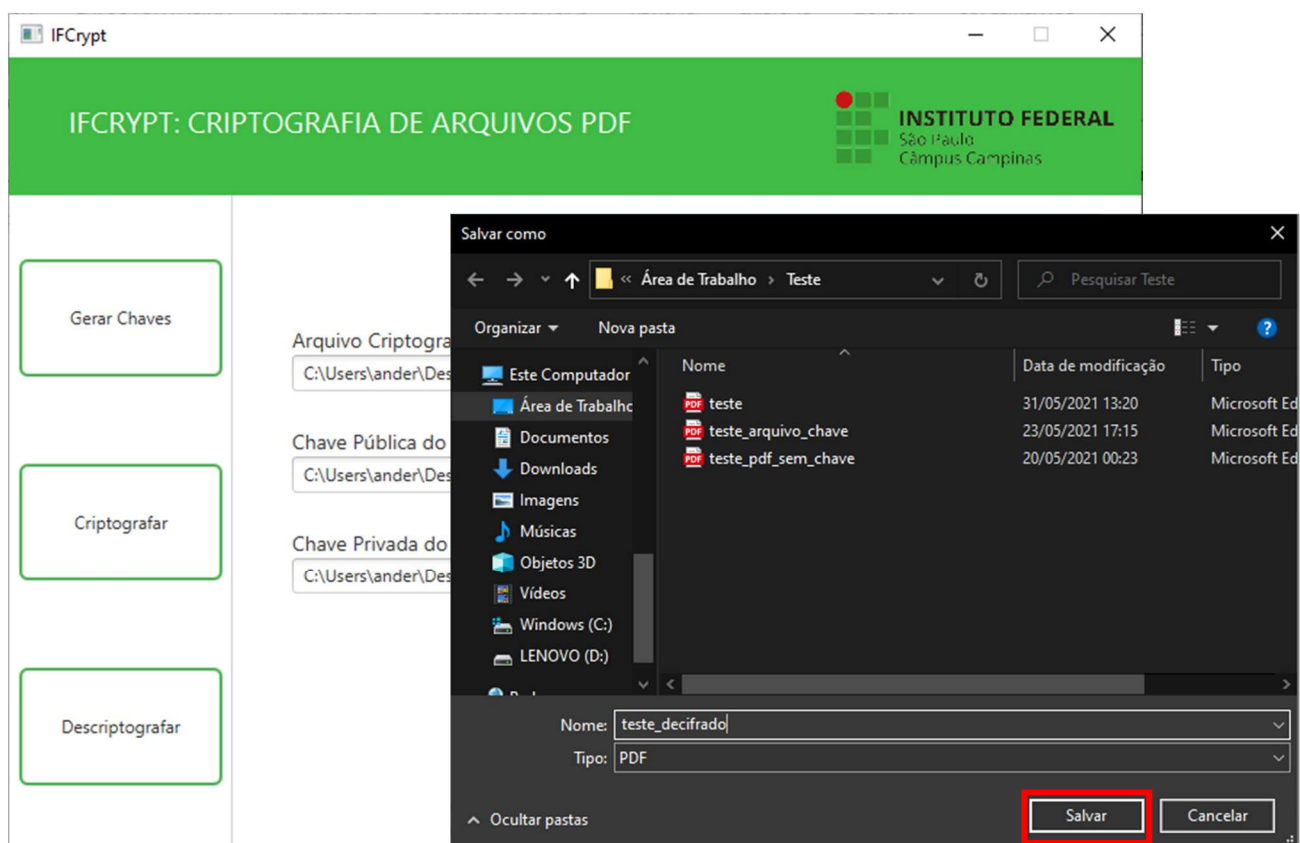 IFCrypt
IFCRYPT: CRIPTOGRAFIA DE ARQUIVOS PDF
INSTITUTO FEDERAL
São Paulo
Câmpus Campinas
Gerar Chaves
Criptografar
Descriptografar
Arquivo Criptogra
C:\Users\ander\Des
Chave Pública do
C:\Users\ander\Des
Chave Privada do
C:\Users\ander\Des
Salvar como
« Área de Trabalho › Teste
Pesquisar Teste
Organizar
Nova pasta
Este Computador
Área de Trabalho
Documentos
Downloads
Imagens
Músicas
Objetos 3D
Vídeos
Windows (C:)
LENOVO (D:)
Nome Data de modificação Tipo
PDF teste 31/05/2021 13:20 Microsoft Ed
PDF teste_arquivo_chave 23/05/2021 17:15 Microsoft Ed
PDF teste_pdf_sem_chave 20/05/2021 00:23 Microsoft Ed
Nome: teste_decifrado
Tipo: PDF
Ocultar pastas
Salvar
Cancelar